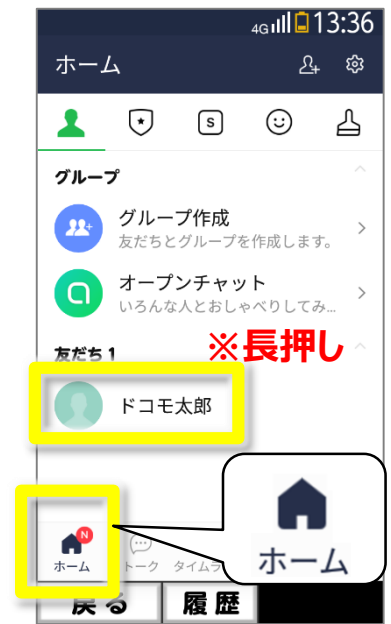 4G 13:36
ホーム
S
グループ
グループ作成
友だちとグループを作成します。
オープンチャット
いろんな人とおしゃべりしてみ...
※長押し
友だち 1
ドコモ太郎
N
ホーム
トーク
タイムラ
ホーム
戻る
履歴